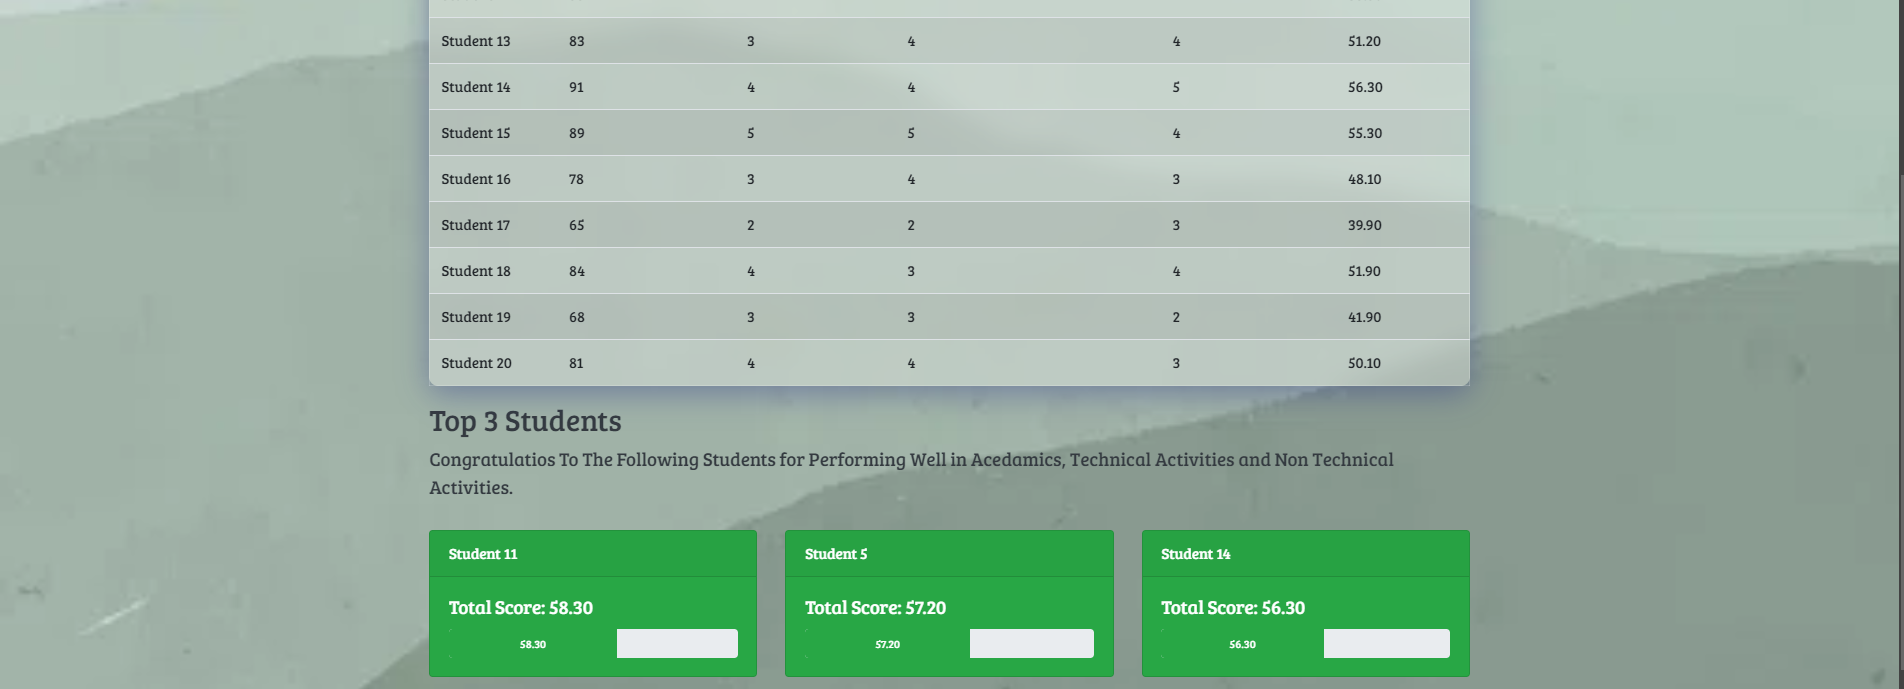 Student 13 83 3 4 4 51.20
Student 14 91 4 4 5 56.30
Student 15 89 5 5 4 55.30
Student 16 78 3 4 3 48.10
Student 17 65 2 2 3 39.90
Student 18 84 4 3 4 51.90
Student 19 68 3 3 2 41.90
Student 20 81 4 4 3 50.10
Top 3 Students
Congratulatios To The Following Students for Performing Well in Acedamics, Technical Activities and Non Technical
Activities.
Student 11
Total Score: 58.30
58.30
Student 5
Total Score: 57.20
57.20
Student 14
Total Score: 56.30
56.30